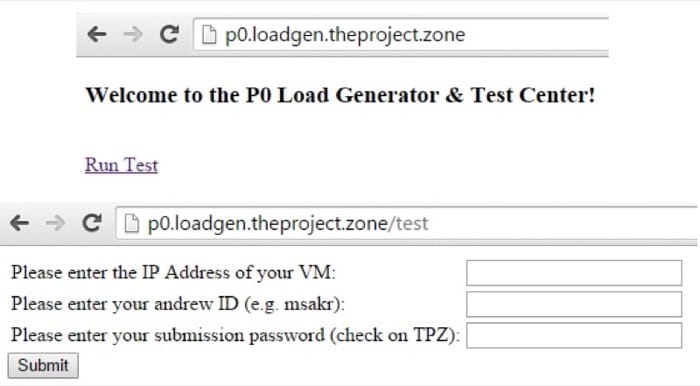 p0.loadgen.theproject.zone
Welcome to the P0 Load Generator & Test Center!
Run Test
p0.loadgen.theproject.zone/test
Please enter the IP Address of your VM:
Please enter your andrew ID (e.g. msakr):
Please enter your submission password (check on TPZ):
Submit